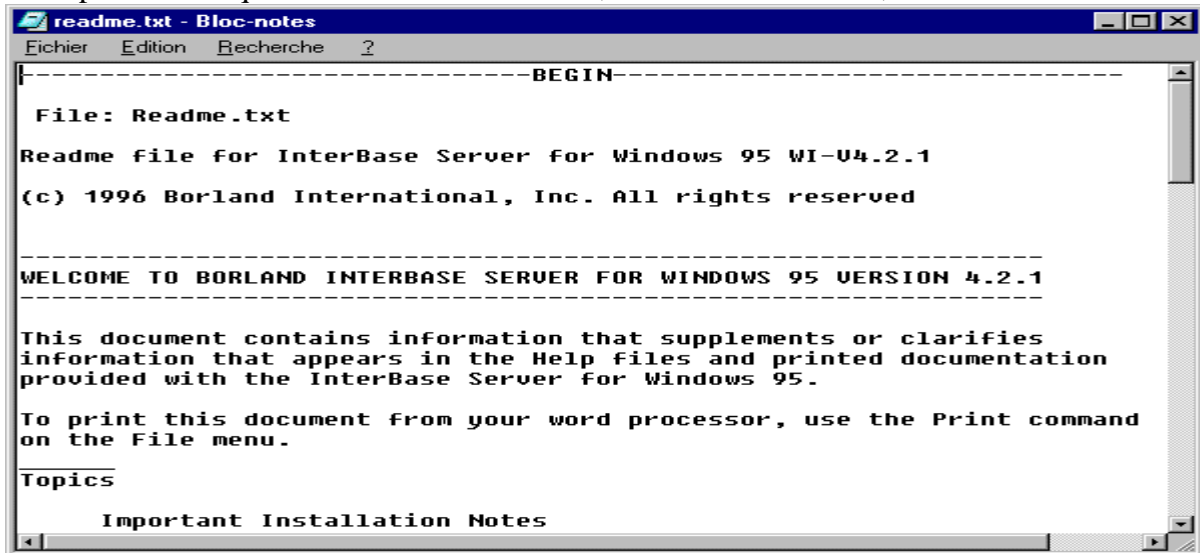 readme.txt - Bloc-notes
Fichier Edition Recherche ?
---------------------------------BEGIN---------------------------------
File: Readme.txt
Readme file for InterBase Server for Windows 95 WI-V4.2.1
(c) 1996 Borland International, Inc. All rights reserved
------------------------------------------------------------------
WELCOME TO BORLAND INTERBASE SERVER FOR WINDOWS 95 VERSION 4.2.1
------------------------------------------------------------------
This document contains information that supplements or clarifies
information that appears in the Help files and printed documentation
provided with the InterBase Server for Windows 95.
To print this document from your word processor, use the Print command
on the File menu.
______
Topics
Important Installation Notes